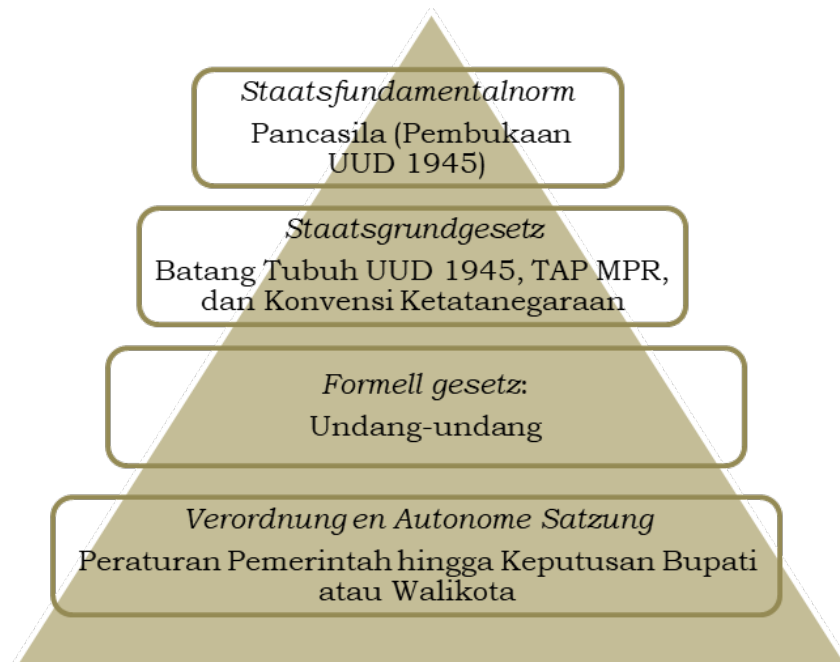 Staatsfundamentalnorm
Pancasila (Pembukaan
UUD 1945)
Staatsgrundgesetz
Batang Tubuh UUD 1945, TAP MPR,
dan Konvensi Ketatanegaraan
Formell gesetz:
Undang-undang
Verordnung en Autonome Satzung
Peraturan Pemerintah hingga Keputusan Bupati
atau Walikota